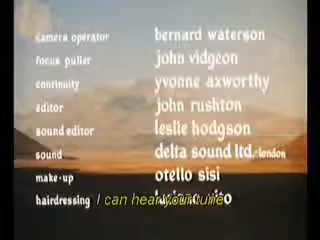 camera operator bernard waterson
focus puller john vidgeon
continuity yvonne axworthy
editor john rushton
sound editor leslie hodgson
sound delta sound ltd. london
make-up otello sisi
hairdressing
I can hear your tune